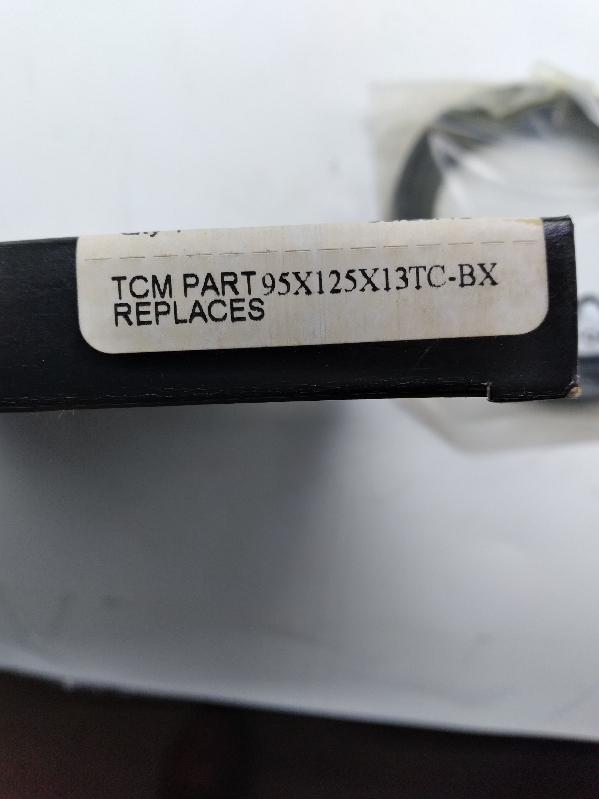 TCM PART 95X125X13TC-BX
REPLACES